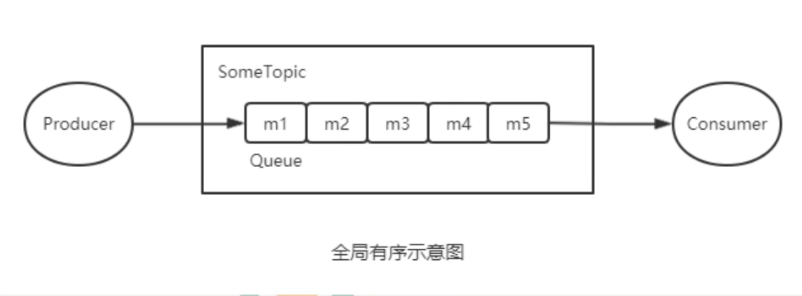 SomeTopic
Producer
m1 m2 m3 m4 m5
Consumer
Queue
全局有序示意图